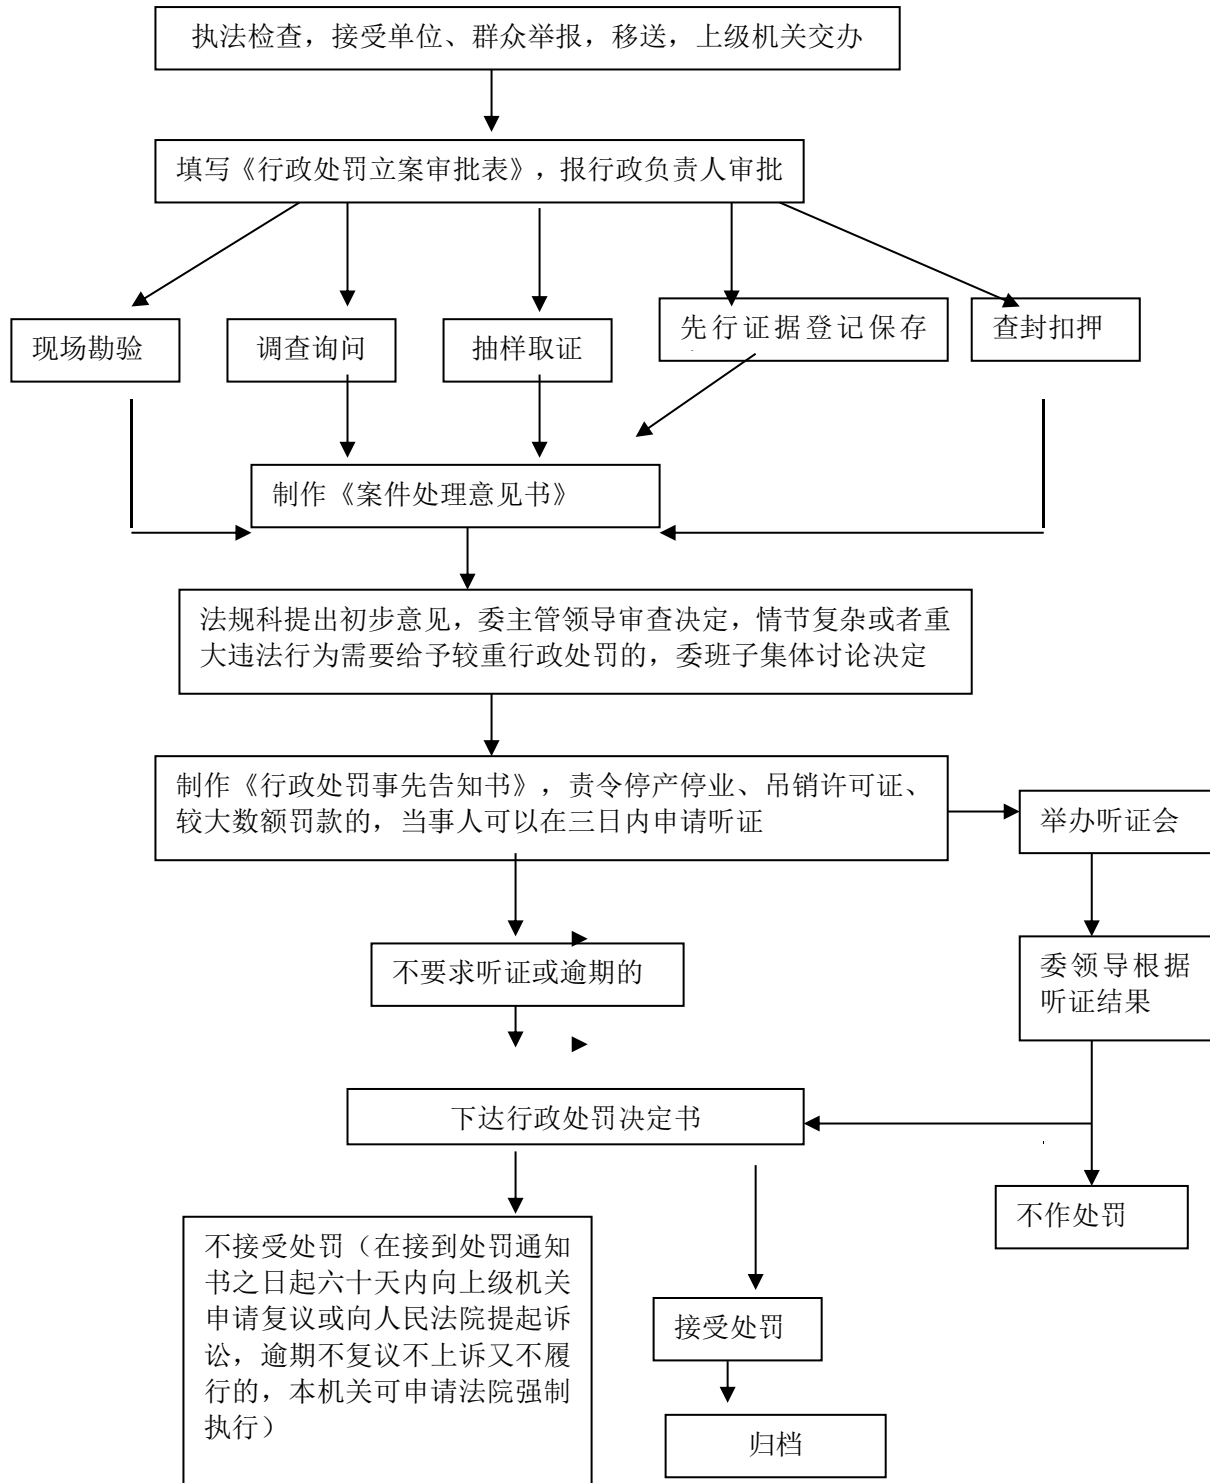 执法检查，接受单位、群众举报，移送，上级机关交办
填写《行政处罚立案审批表》，报行政负责人审批
现场勘验
调查询问
抽样取证
先行证据登记保存
查封扣押
制作《案件处理意见书》
法规科提出初步意见，委主管领导审查决定，情节复杂或者重
大违法行为需要给予较重行政处罚的，委班子集体讨论决定
制作《行政处罚事先告知书》，责令停产停业、吊销许可证、
较大数额罚款的，当事人可以在三日内申请听证
举办听证会
不要求听证或逾期的
委领导根据
听证结果
下达行政处罚决定书
不作处罚
不接受处罚（在接到处罚通知
书之日起六十天内向上级机关
申请复议或向人民法院提起诉
讼，逾期不复议不上诉又不履
行的，本机关可申请法院强制
执行）
接受处罚
归档